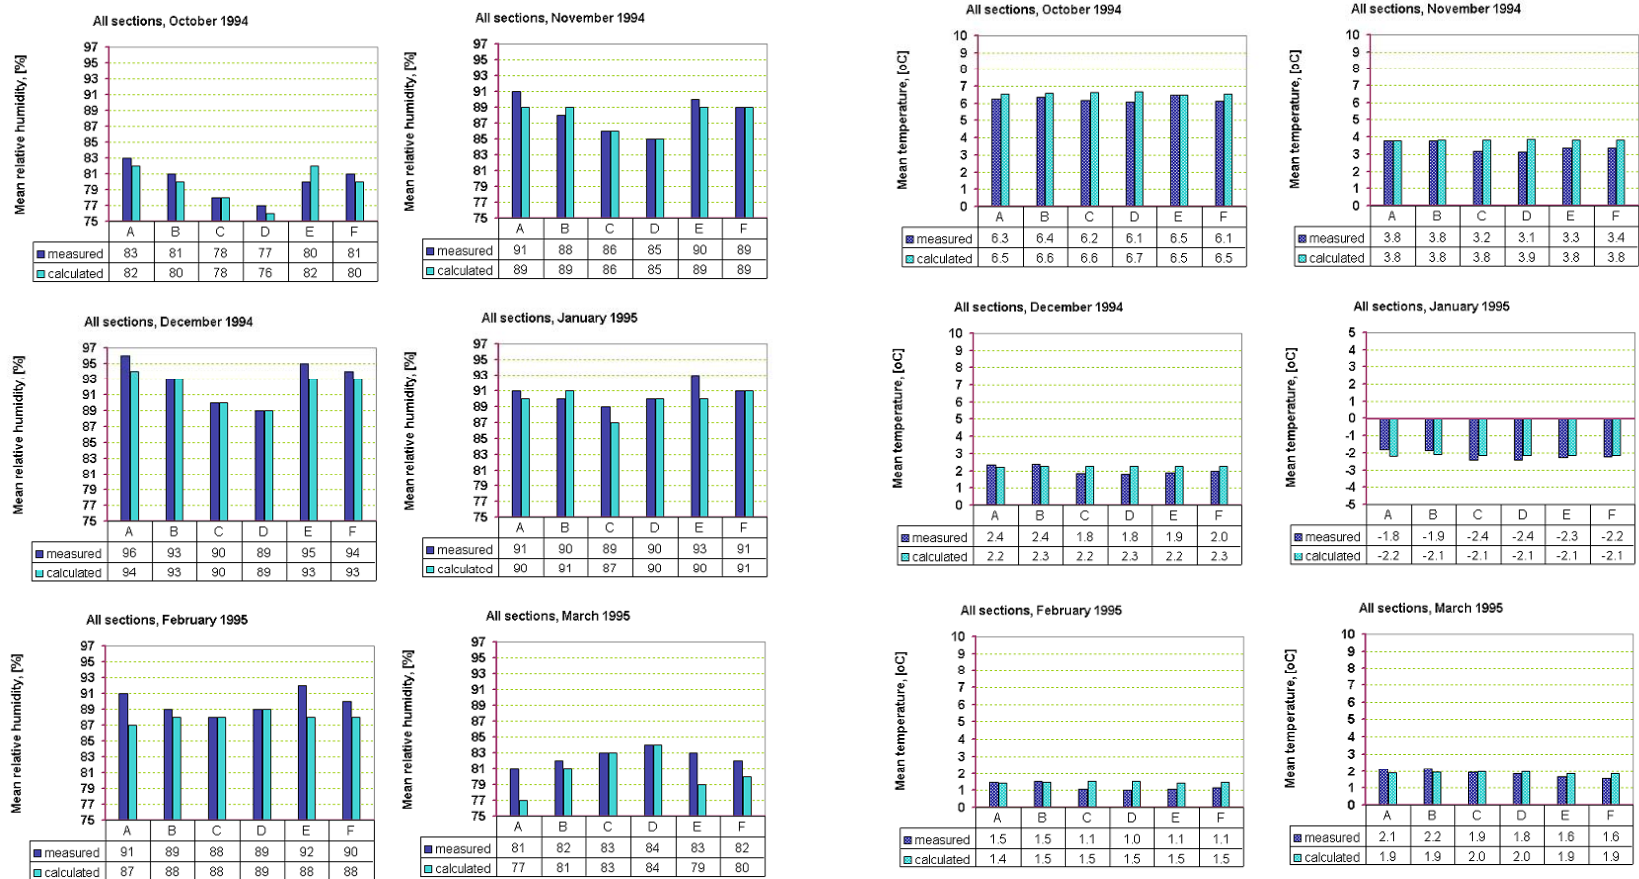 All sections, October 1994
Mean relative humidity, [%]
97
95
93
91
89
87
85
83
81
79
77
75
A B C D E F
measured 83 81 78 77 80 81
calculated 82 80 78 76 82 80
All sections, November 1994
Mean relative humidity, [%]
97
95
93
91
89
87
85
83
81
79
77
75
A B C D E F
measured 91 88 86 85 90 89
calculated 89 89 86 85 89 89
All sections, October 1994
Mean temperature, [oC]
10
9
8
7
6
5
4
3
2
1
0
A B C D E F
measured 6.3 6.4 6.2 6.1 6.5 6.1
calculated 6.5 6.6 6.6 6.7 6.5 6.5
All sections, November 1994
Mean temperature, [oC]
10
9
8
7
6
5
4
3
2
1
0
A B C D E F
measured 3.8 3.8 3.2 3.1 3.3 3.4
calculated 3.8 3.8 3.8 3.9 3.8 3.8
All sections, December 1994
Mean relative humidity, [%]
97
95
93
91
89
87
85
83
81
79
77
75
A B C D E F
measured 96 93 90 89 95 94
calculated 94 93 90 89 93 93
All sections, January 1995
Mean relative humidity, [%]
97
95
93
91
89
87
85
83
81
79
77
75
A B C D E F
measured 91 90 89 90 93 91
calculated 90 91 87 90 90 91
All sections, December 1994
Mean temperature, [oC]
10
9
8
7
6
5
4
3
2
1
0
A B C D E F
measured 2.4 2.4 1.8 1.8 1.9 2.0
calculated 2.2 2.3 2.2 2.3 2.2 2.3
All sections, January 1995
Mean temperature, [oC]
5
4
3
2
1
0
-1
-2
-3
-4
-5
A B C D E F
measured -1.8 -1.9 -2.4 -2.4 -2.3 -2.2
calculated -2.2 -2.1 -2.1 -2.1 -2.1 -2.1
All sections, February 1995
Mean relative humidity, [%]
97
95
93
91
89
87
85
83
81
79
77
75
A B C D E F
measured 91 89 88 89 92 90
calculated 87 88 88 89 88 88
All sections, March 1995
Mean relative humidity, [%]
97
95
93
91
89
87
85
83
81
79
77
75
A B C D E F
measured 81 82 83 84 83 82
calculated 77 81 83 84 79 80
All sections, February 1995
Mean temperature, [oC]
10
9
8
7
6
5
4
3
2
1
0
A B C D E F
measured 1.5 1.5 1.1 1.0 1.1 1.1
calculated 1.4 1.5 1.5 1.5 1.5 1.5
All sections, March 1995
Mean temperature, [oC]
10
9
8
7
6
5
4
3
2
1
0
A B C D E F
measured 2.1 2.2 1.9 1.8 1.6 1.6
calculated 1.9 1.9 2.0 2.0 1.9 1.9